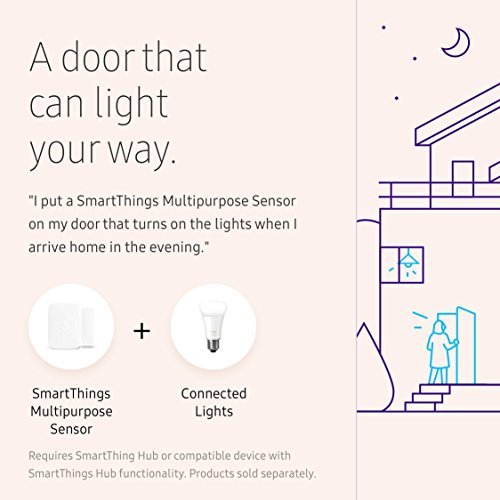 A door that
can light
your way.
"I put a SmartThings Multipurpose Sensor
on my door that turns on the lights when I
arrive home in the evening."
+
SmartThings
Multipurpose
Sensor
Connected
Lights
Requires SmartThing Hub or compatible device with
SmartThings Hub functionality. Products sold separately.